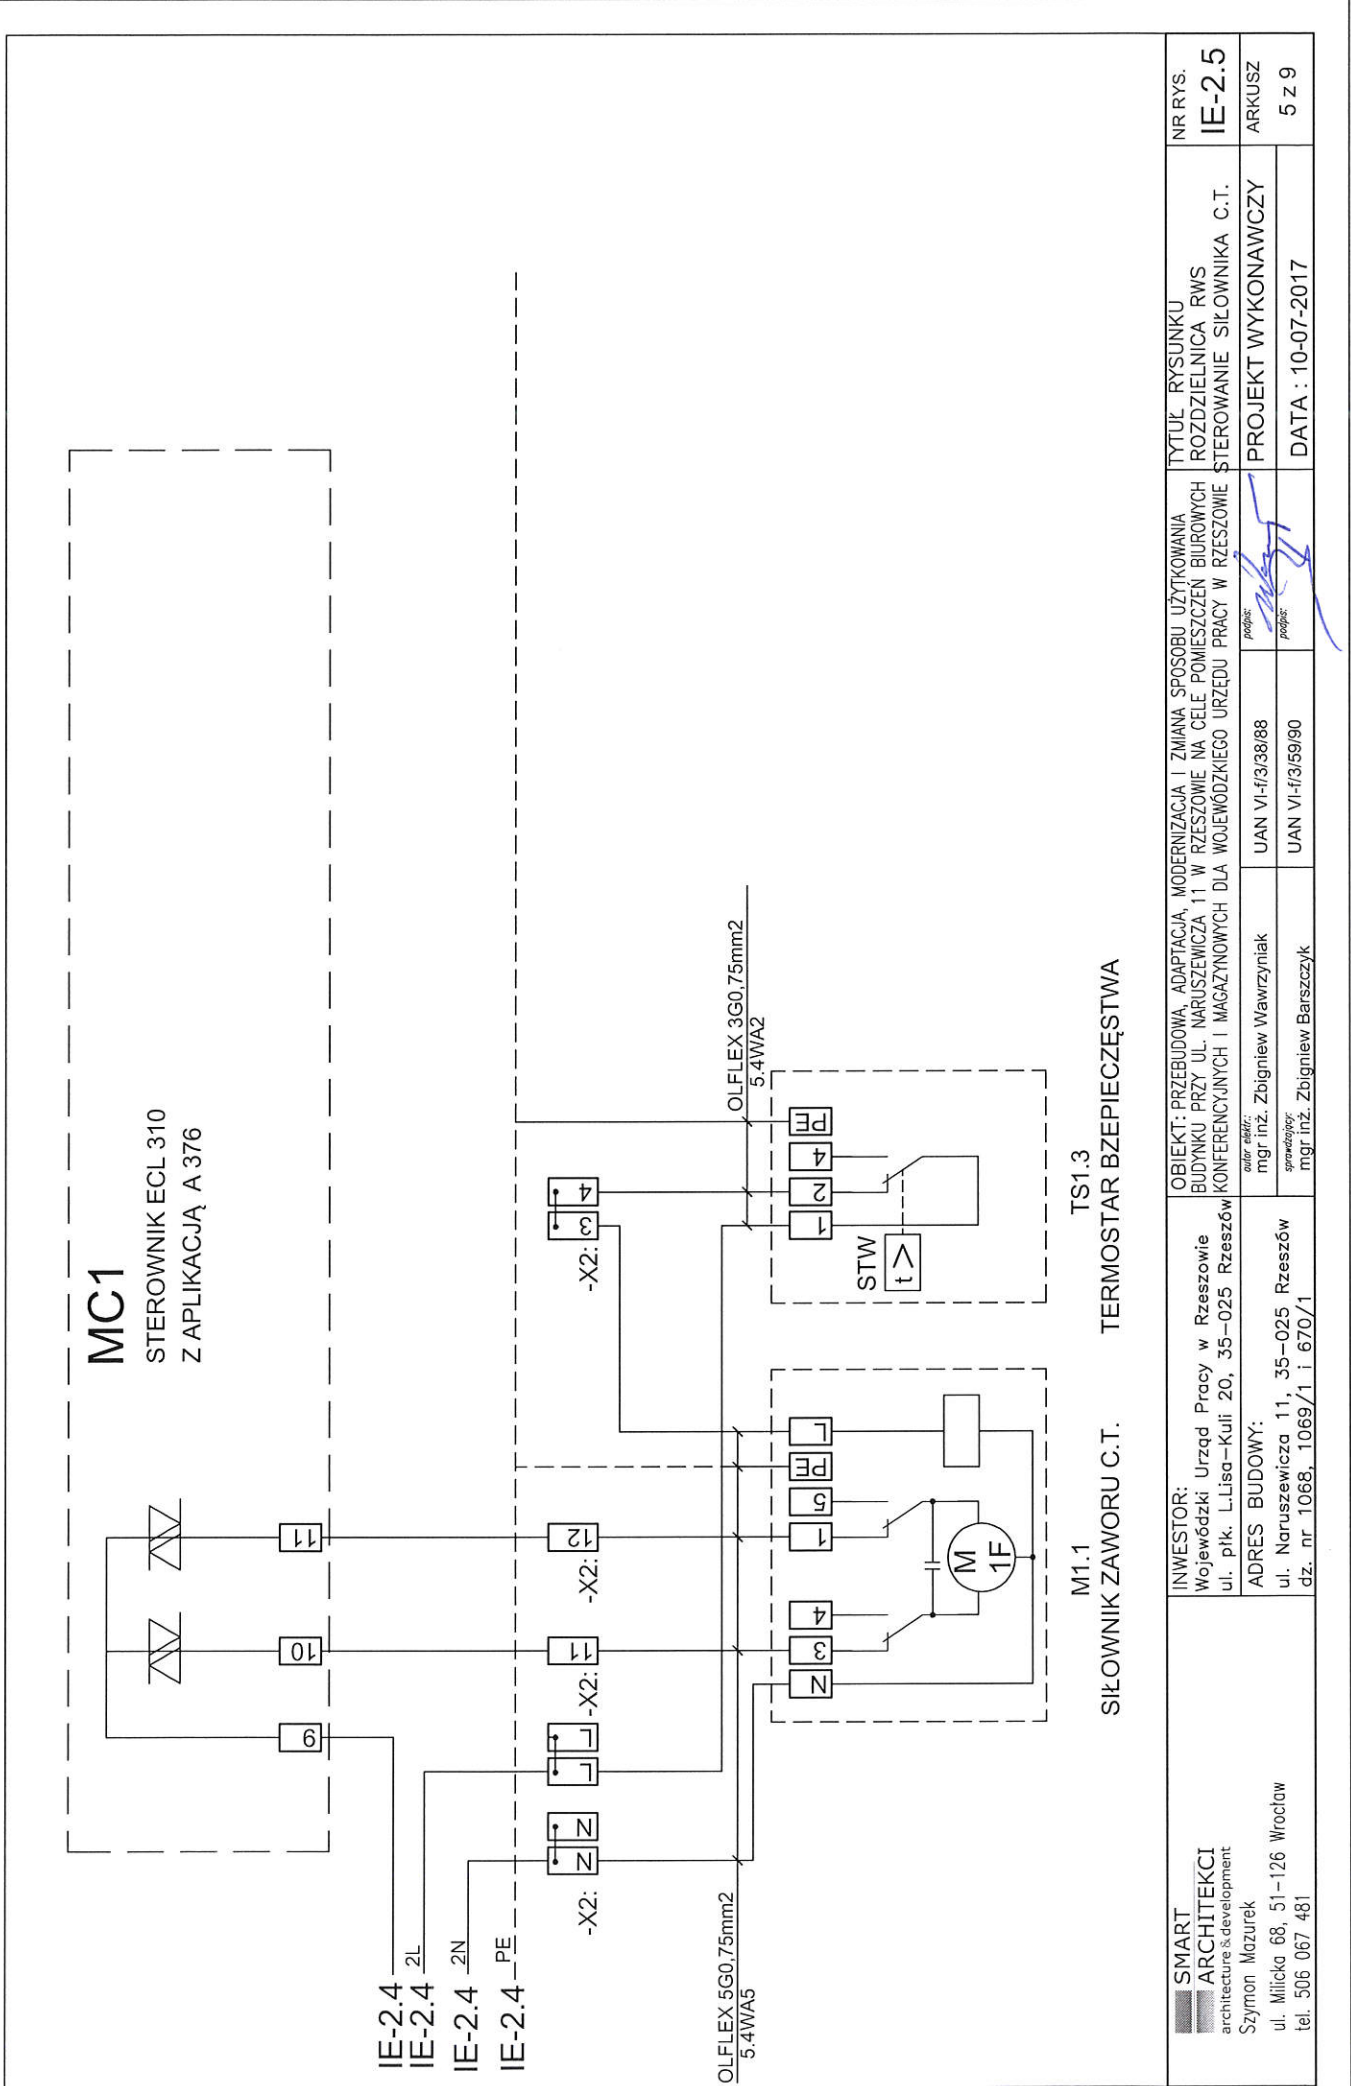 MC1
STEROWNIK ECL 310
Z APLIKACJĄ A 376
9
10
11
IE-2.4
IE-2.4 2L
IE-2.4 2N
IE-2.4 PE
-X2:
N
N
L
L
-X2:
11
-X2:
12
-X2:
3
4
OLFLEX 5G0,75mm2
5.4WA5
OLFLEX 3G0,75mm2
5.4WA2
N
3
4
1
5
PE
L
M
1F
1
2
4
PE
STW
t >
M1.1
SIŁOWNIK ZAWORU C.T.
TS1.3
TERMOSTAR BZEPIECZĘSTWA
SMART
ARCHITEKCI
architecture & development
Szymon Mazurek
ul. Milicka 68, 51-126 Wrocław
tel. 506 067 481
INWESTOR:
Wojewódzki Urząd Pracy w Rzeszowie
ul. płk. L.Lisa-Kuli 20, 35-025 Rzeszów
ADRES BUDOWY:
ul. Naruszewicza 11, 35-025 Rzeszów
dz. nr 1068, 1069/1 i 670/1
OBIEKT: PRZEBUDOWA, ADAPTACJA, MODERNIZACJA I ZMIANA SPOSOBU UŻYTKOWANIA
BUDYNKU PRZY UL. NARUSZEWICZA 11 W RZESZOWIE NA CELE POMIESZCZEŃ BIUROWYCH
KONFERENCYJNYCH I MAGAZYNOWYCH DLA WOJEWÓDZKIEGO URZĘDU PRACY W RZESZOWIE
autor elektr.:
mgr inż. Zbigniew Wawrzyniak
UAN VI-f/3/38/88
podpis:
sprawdzający:
mgr inż. Zbigniew Barszczyk
UAN VI-f/3/59/90
podpis:
TYTUŁ RYSUNKU
ROZDZIELNICA RWS
STEROWANIE SIŁOWNIKA C.T.
PROJEKT WYKONAWCZY
DATA : 10-07-2017
NR RYS.
IE-2.5
ARKUSZ
5 z 9